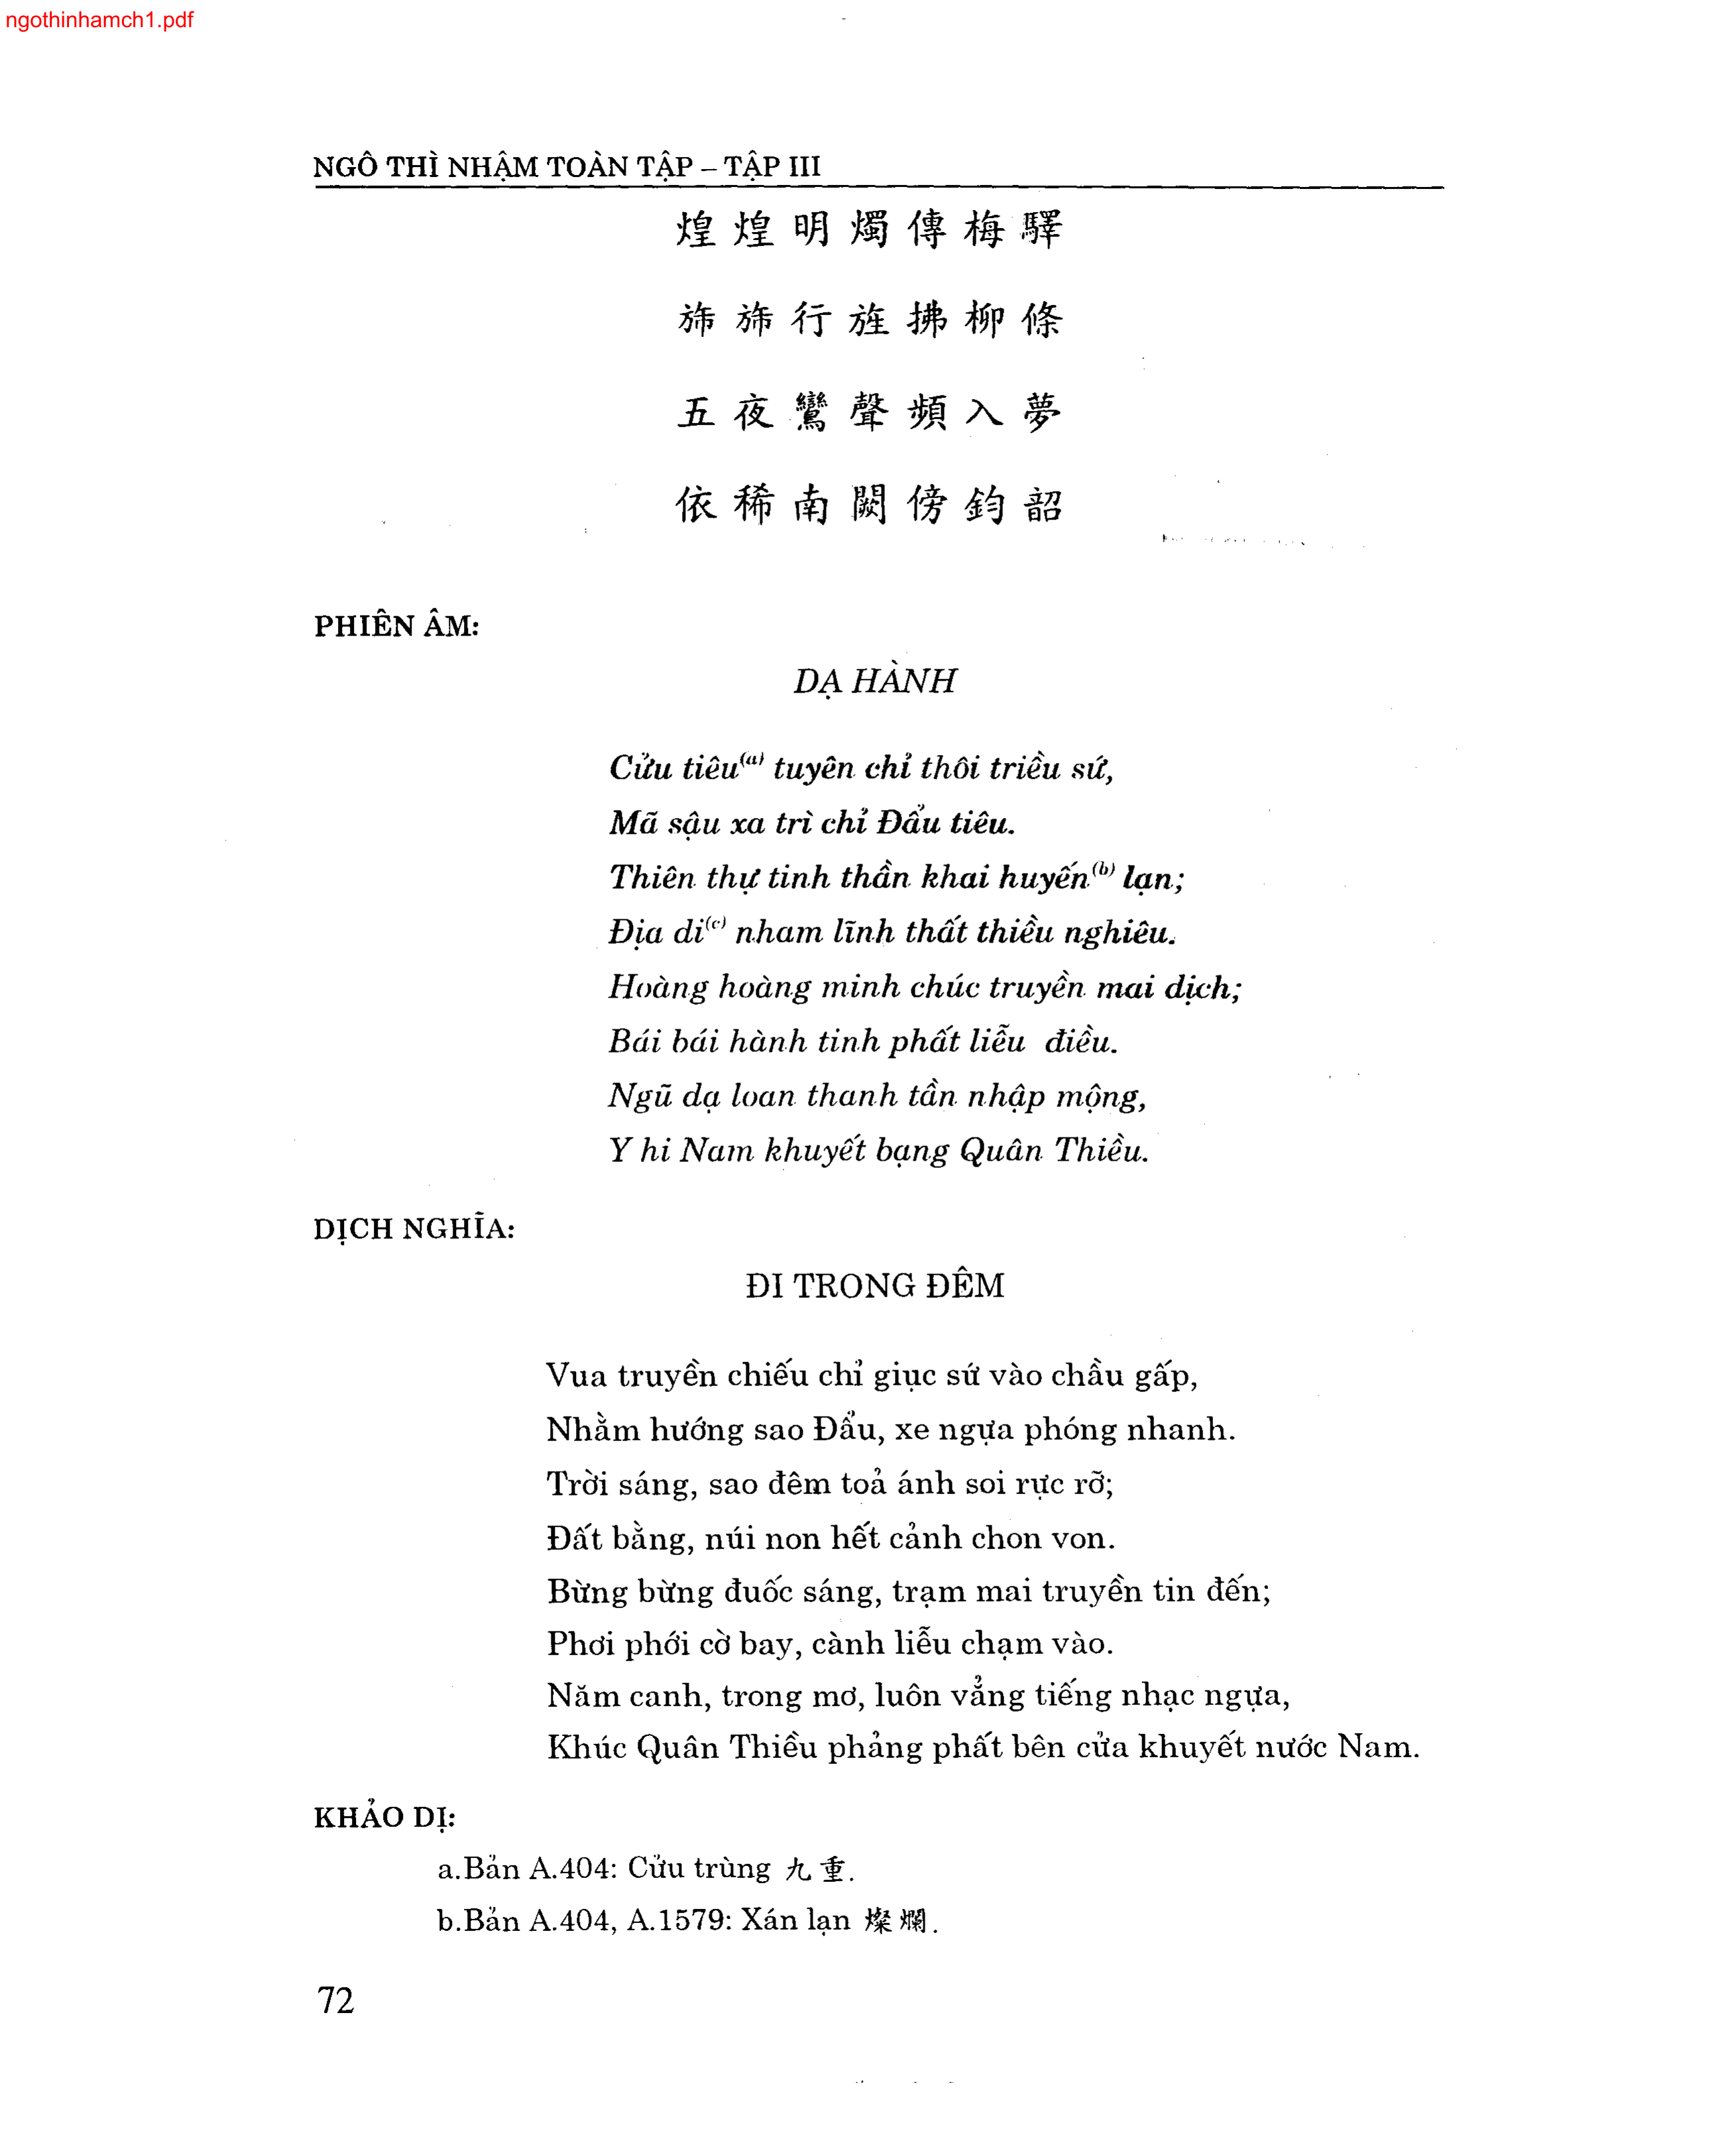 ngothinhamch1.pdf
NGÔ THÌ NHẬM TOÀN TẬP – TẬP III
煌煌明燭傳梅驛
旆旆行旌拂柳條
五夜鸞聲頻入夢
依稀南闕傍鈞韶
PHIÊN ÂM:
DẠ HÀNH
Cửu tiêu(a) tuyên chỉ thôi triều sứ,
Mã sậu xa trì chỉ Đẩu tiêu.
Thiên thự tinh thần khai huyến(b) lạn;
Địa di(c) nham lĩnh thất thiều nghiêu.
Hoàng hoàng minh chúc truyền mai dịch;
Bái bái hành tinh phất liễu điều.
Ngũ dạ loan thanh tần nhập mộng,
Y hi Nam khuyết bạng Quân Thiều.
DỊCH NGHĨA:
ĐI TRONG ĐÊM
Vua truyền chiếu chỉ giục sứ vào chầu gấp,
Nhằm hướng sao Đẩu, xe ngựa phóng nhanh.
Trời sáng, sao đêm toả ánh soi rực rỡ;
Đất bằng, núi non hết cảnh chon von.
Bừng bừng đuốc sáng, trạm mai truyền tin đến;
Phơi phới cờ bay, cành liễu chạm vào.
Năm canh, trong mơ, luôn vẳng tiếng nhạc ngựa,
Khúc Quân Thiều phảng phất bên cửa khuyết nước Nam.
KHẢO DỊ:
a.Bản A.404: Cửu trùng 九重.
b.Bản A.404, A.1579: Xán lạn 燦爛.
72